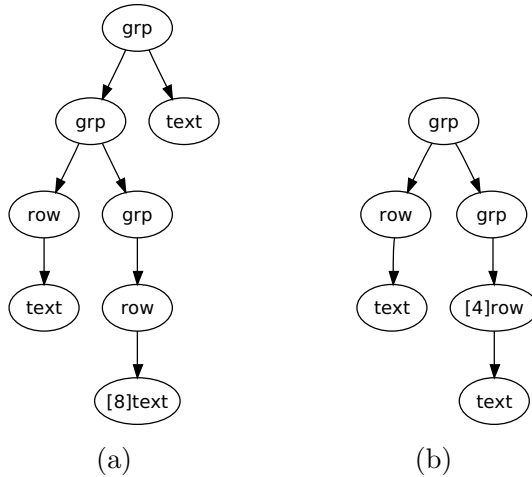 grp
grp text
grp
row grp
row grp
text row
text [4]row
[8]text
text
(a) (b)